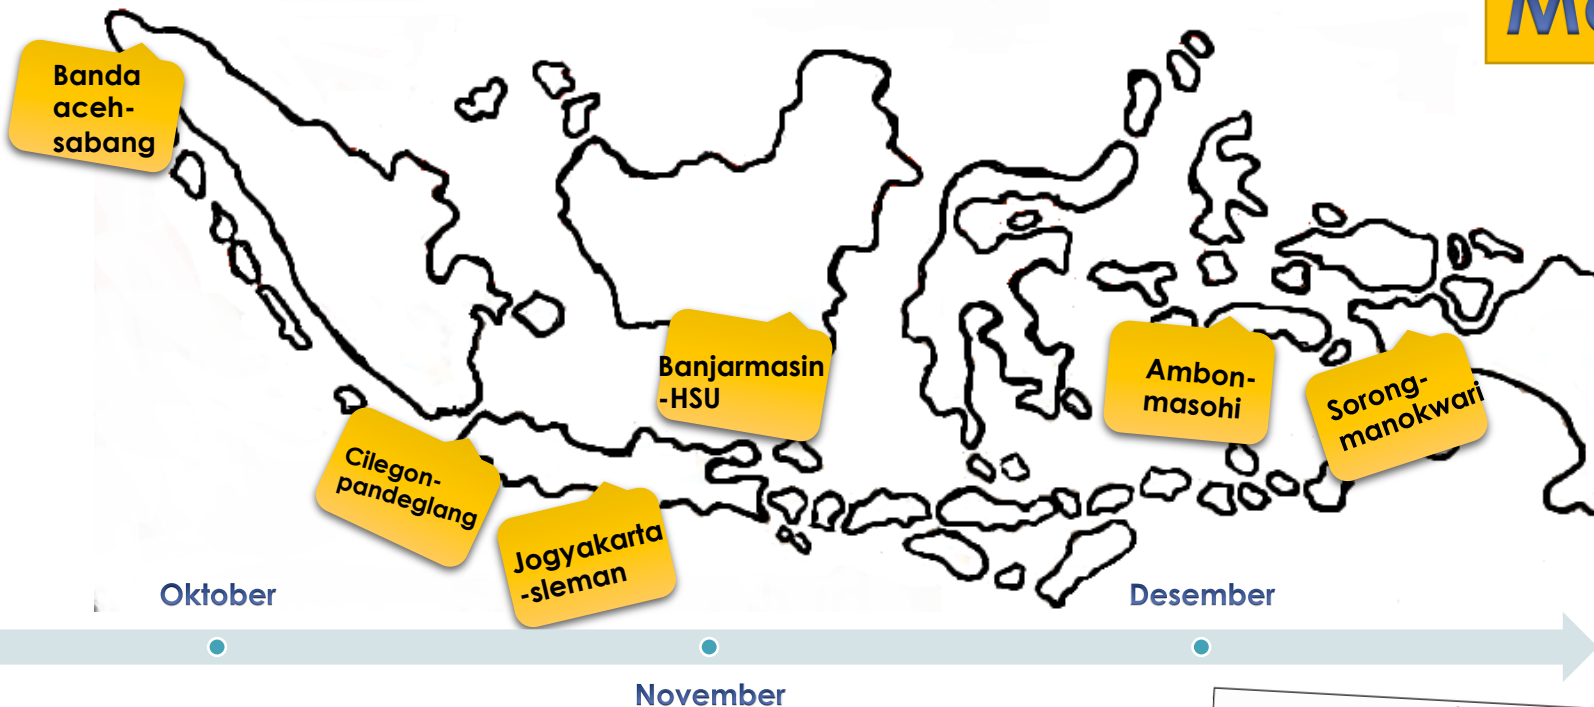 Banda
aceh-
sabang
Banjarmasin
-HSU
Ambon-
masohi
Sorong-
manokwari
Cilegon-
pandeglang
Jogyakarta
-sleman
Oktober
Desember
November